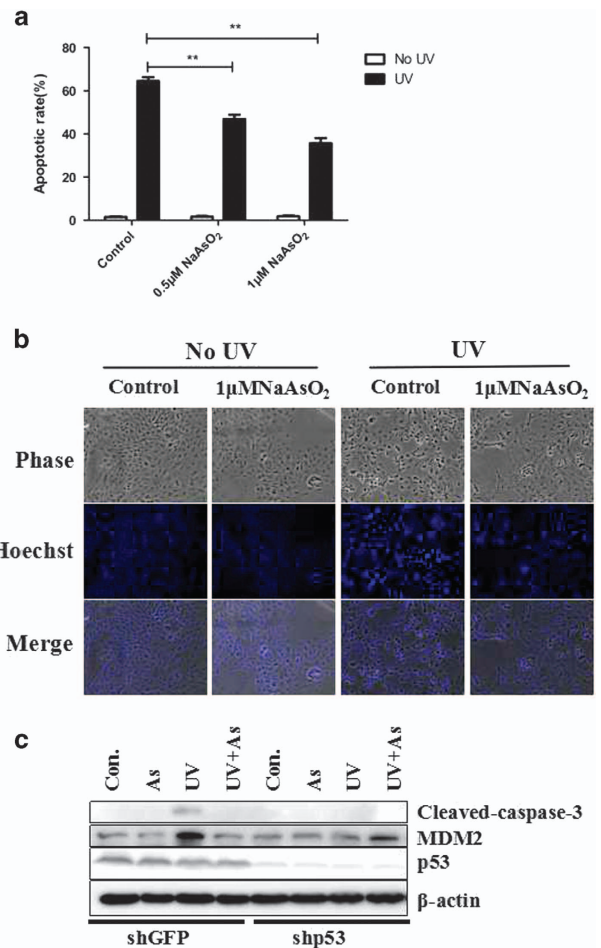 a
**
**
No UV
UV
Apoptotic rate(%)
80
60
40
20
0
Control
0.5µM NaAsO₂
1µM NaAsO₂
b
No UV
UV
Control
1µMNaAsO₂
Control
1µMNaAsO₂
Phase
Hoechst
Merge
c
Con.
As
UV
UV+As
Con.
As
UV
UV+As
Cleaved-caspase-3
MDM2
p53
β-actin
shGFP
shp53